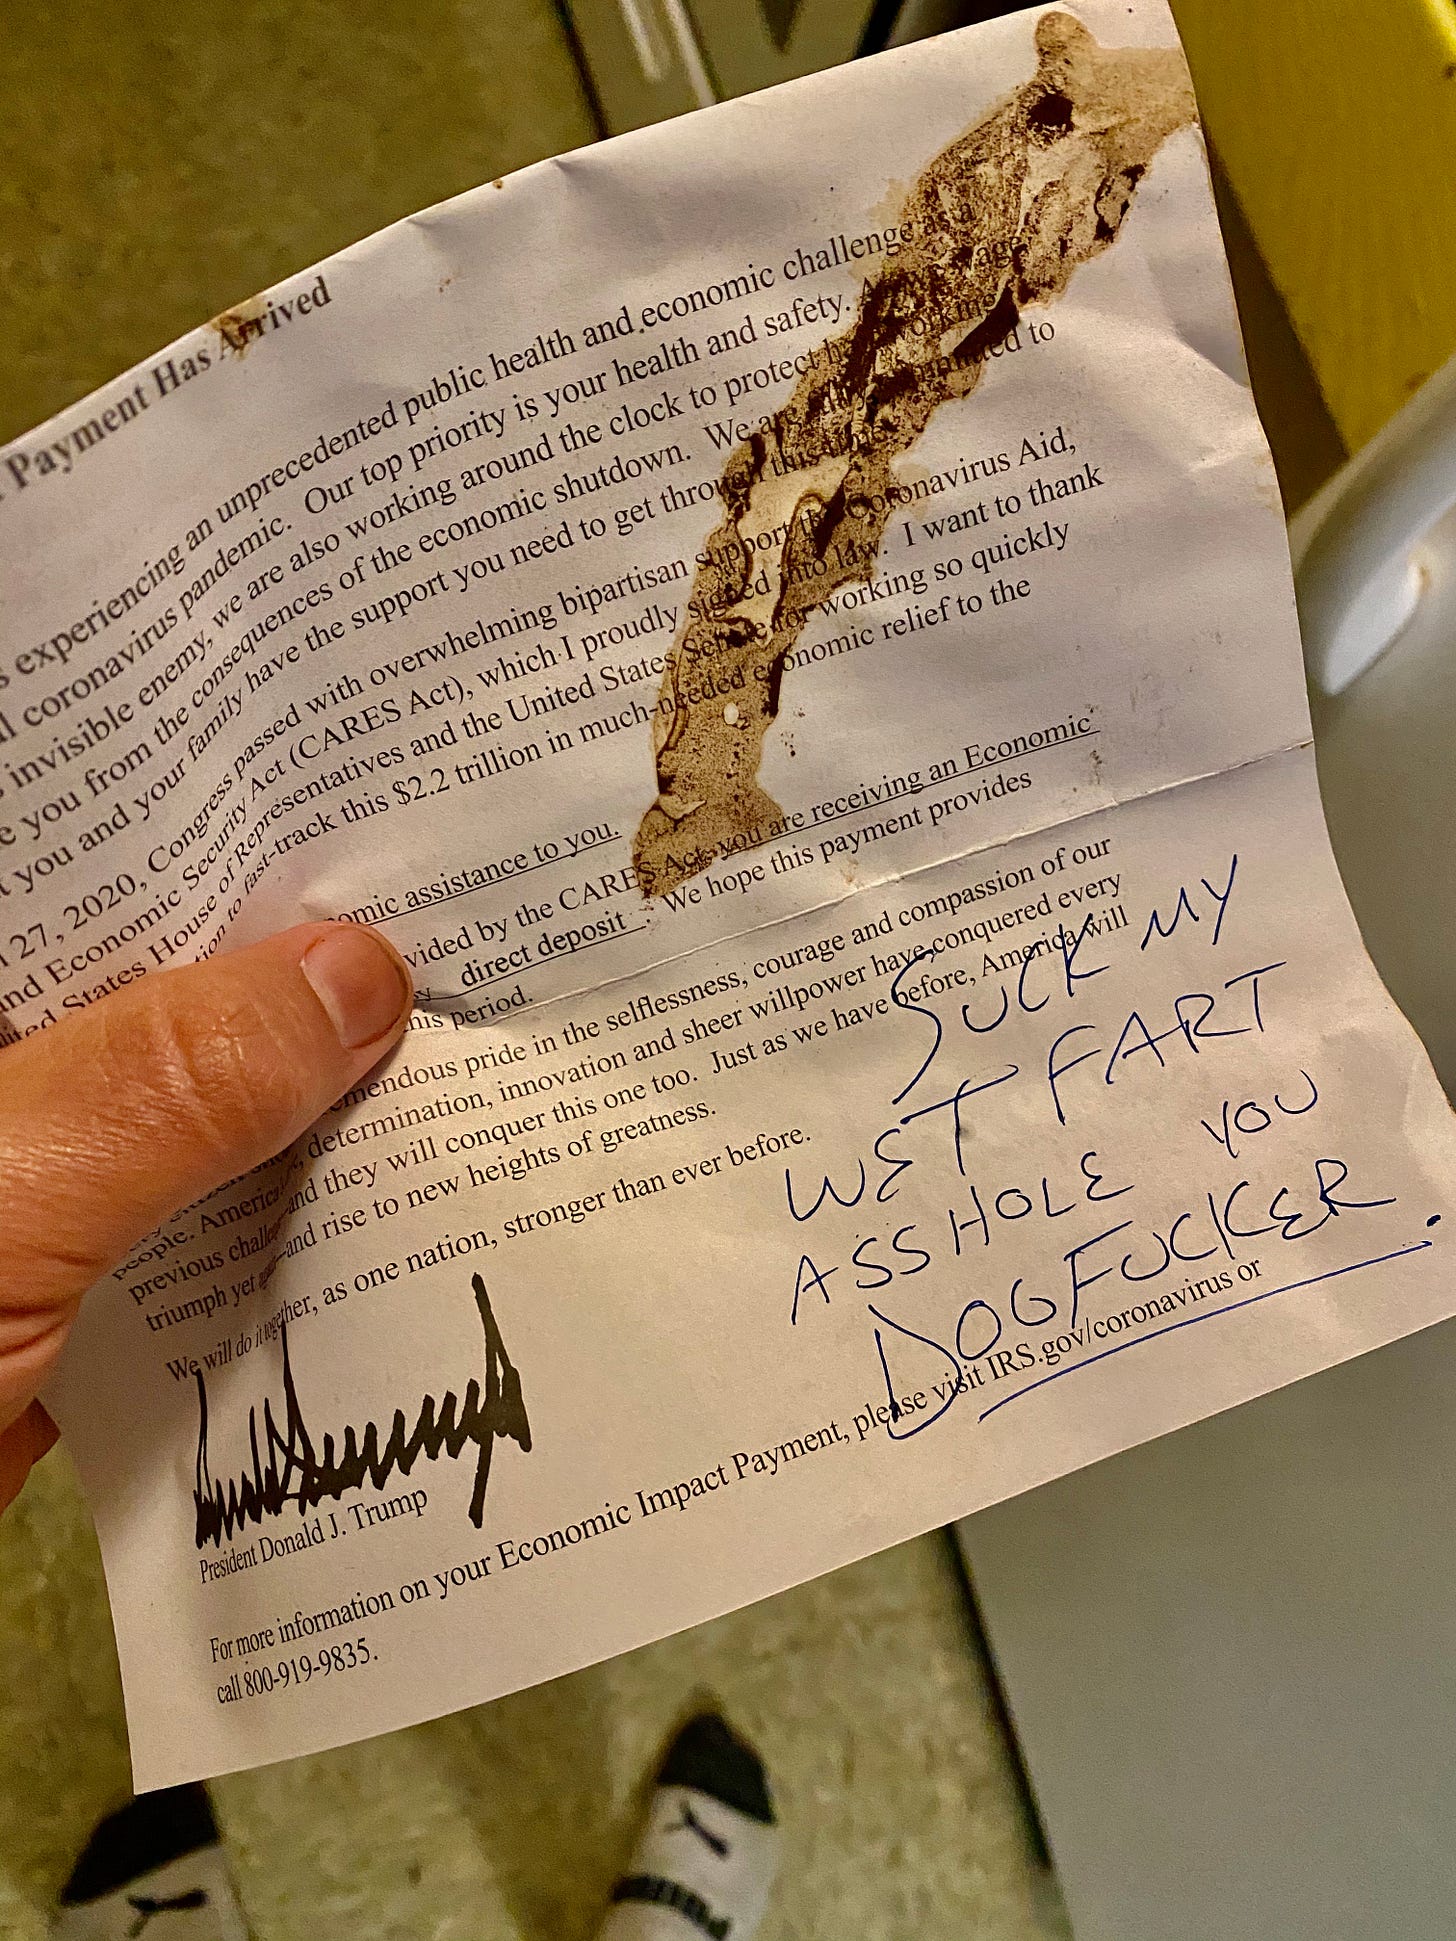 Payment Has Arrived
experiencing an unprecedented public health and economic challenge as a
coronavirus pandemic. Our top priority is your health and safety. wage
invisible enemy, we are also working around the clock to protect working
you from the consequences of the economic shutdown. We are committed to
you and your family have the support you need to get through this time.
27, 2020, Congress passed with overwhelming bipartisan support the Coronavirus Aid,
and Economic Security Act (CARES Act), which I proudly signed into law. I want to thank
States House of Representatives and the United States Senate for working so quickly
to fast-track this $2.2 trillion in much-needed economic relief to the
assistance to you.
by the CARES Act, you are receiving an Economic
direct deposit. We hope this payment provides
this period.
pride in the selflessness, courage and compassion of our
people. determination, innovation and sheer willpower have conquered every
previous and they will conquer this one too. Just as we have before, America will
triumph yet and rise to new heights of greatness.
We will do it together, as one nation, stronger than ever before.
SUCK MY
WET FART
ASSHOLE YOU
DOGFUCKER.
President Donald J. Trump
For more information on your Economic Impact Payment, please visit IRS.gov/coronavirus or
call 800-919-9835.